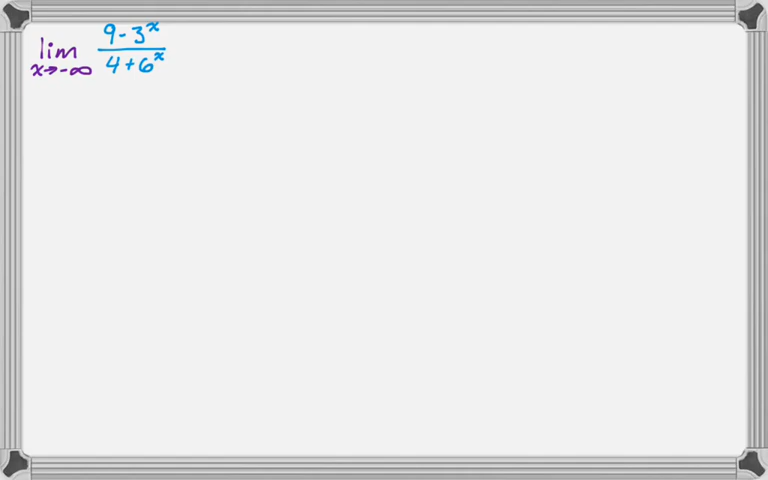 lim 9 - 3^x / 4 + 6^x
x→-∞